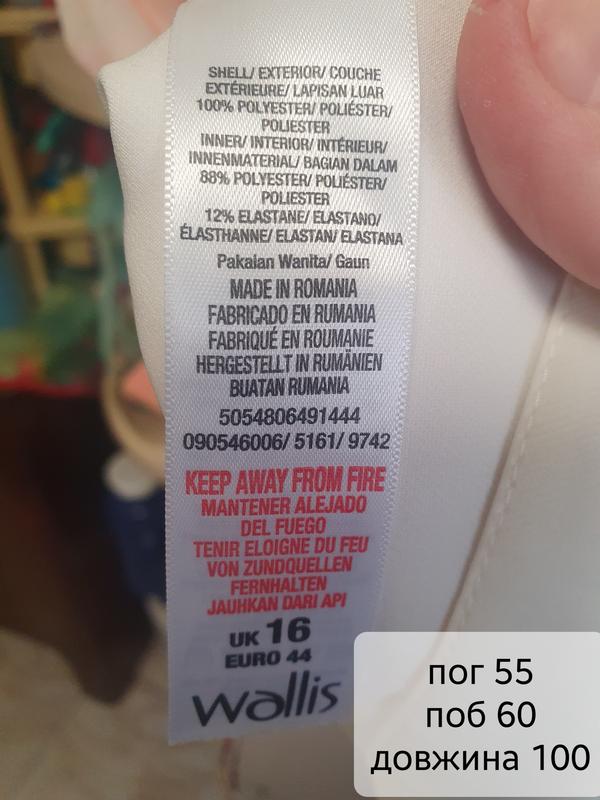 SHELL/ EXTERIOR/ COUCHE
EXTÉRIEURE/ LAPISAN LUAR
100% POLYESTER/ POLIÉSTER/
POLIESTER
INNER/ INTERIOR/ INTÉRIEUR/
INNENMATERIAL/ BAGIAN DALAM
88% POLYESTER/ POLIÉSTER/
POLIESTER
12% ELASTANE/ ELASTANO/
ÉLASTHANNE/ ELASTAN/ ELASTANA
Pakaian Wanita/ Gaun
MADE IN ROMANIA
FABRICADO EN RUMANIA
FABRIQUÉ EN ROUMANIE
HERGESTELLT IN RUMÄNIEN
BUATAN RUMANIA
5054806491444
090546006/ 5161/ 9742
KEEP AWAY FROM FIRE
MANTENER ALEJADO
DEL FUEGO
TENIR ELOIGNE DU FEU
VON ZUNDQUELLEN
FERNHALTEN
JAUHKAN DARI API
UK 16
EURO 44
wallis
пог 55
поб 60
довжина 100